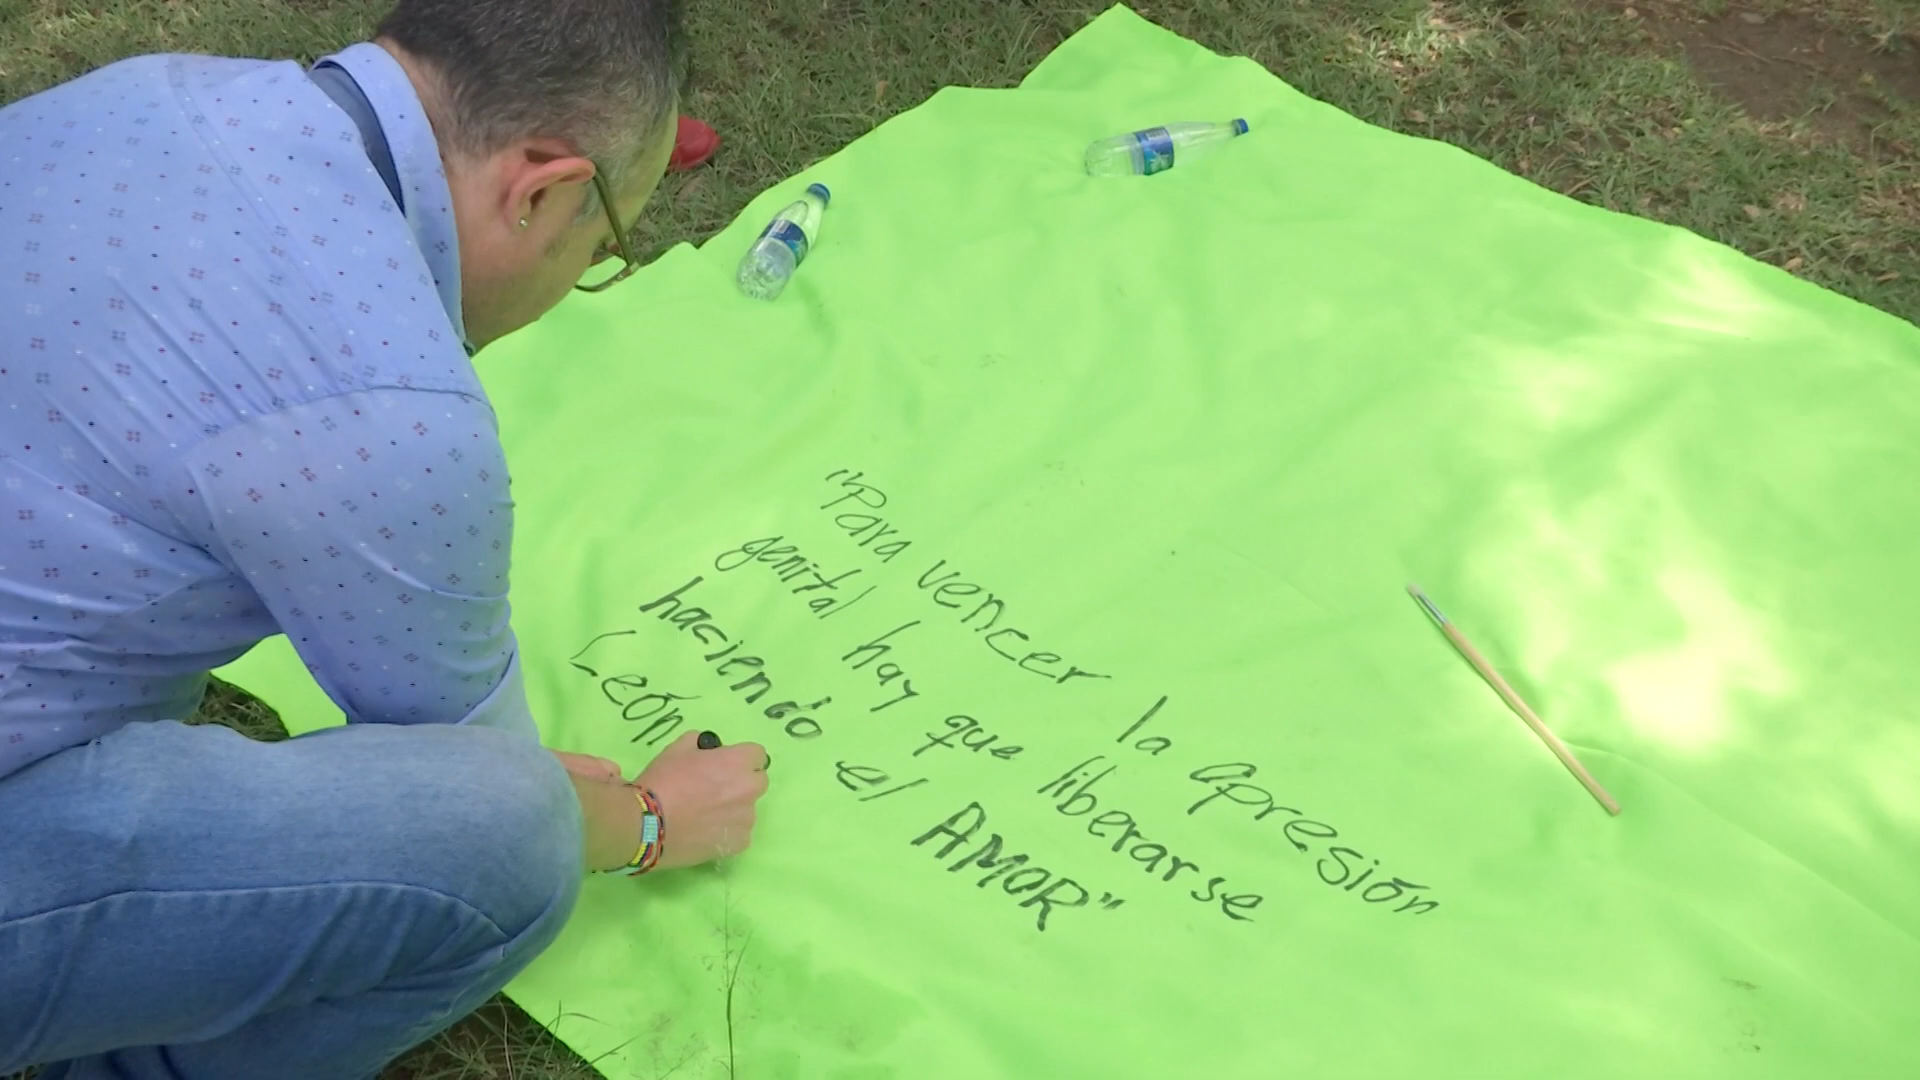 "Para vencer la opresión
genital hay que liberarse
haciendo el AMOR"
León